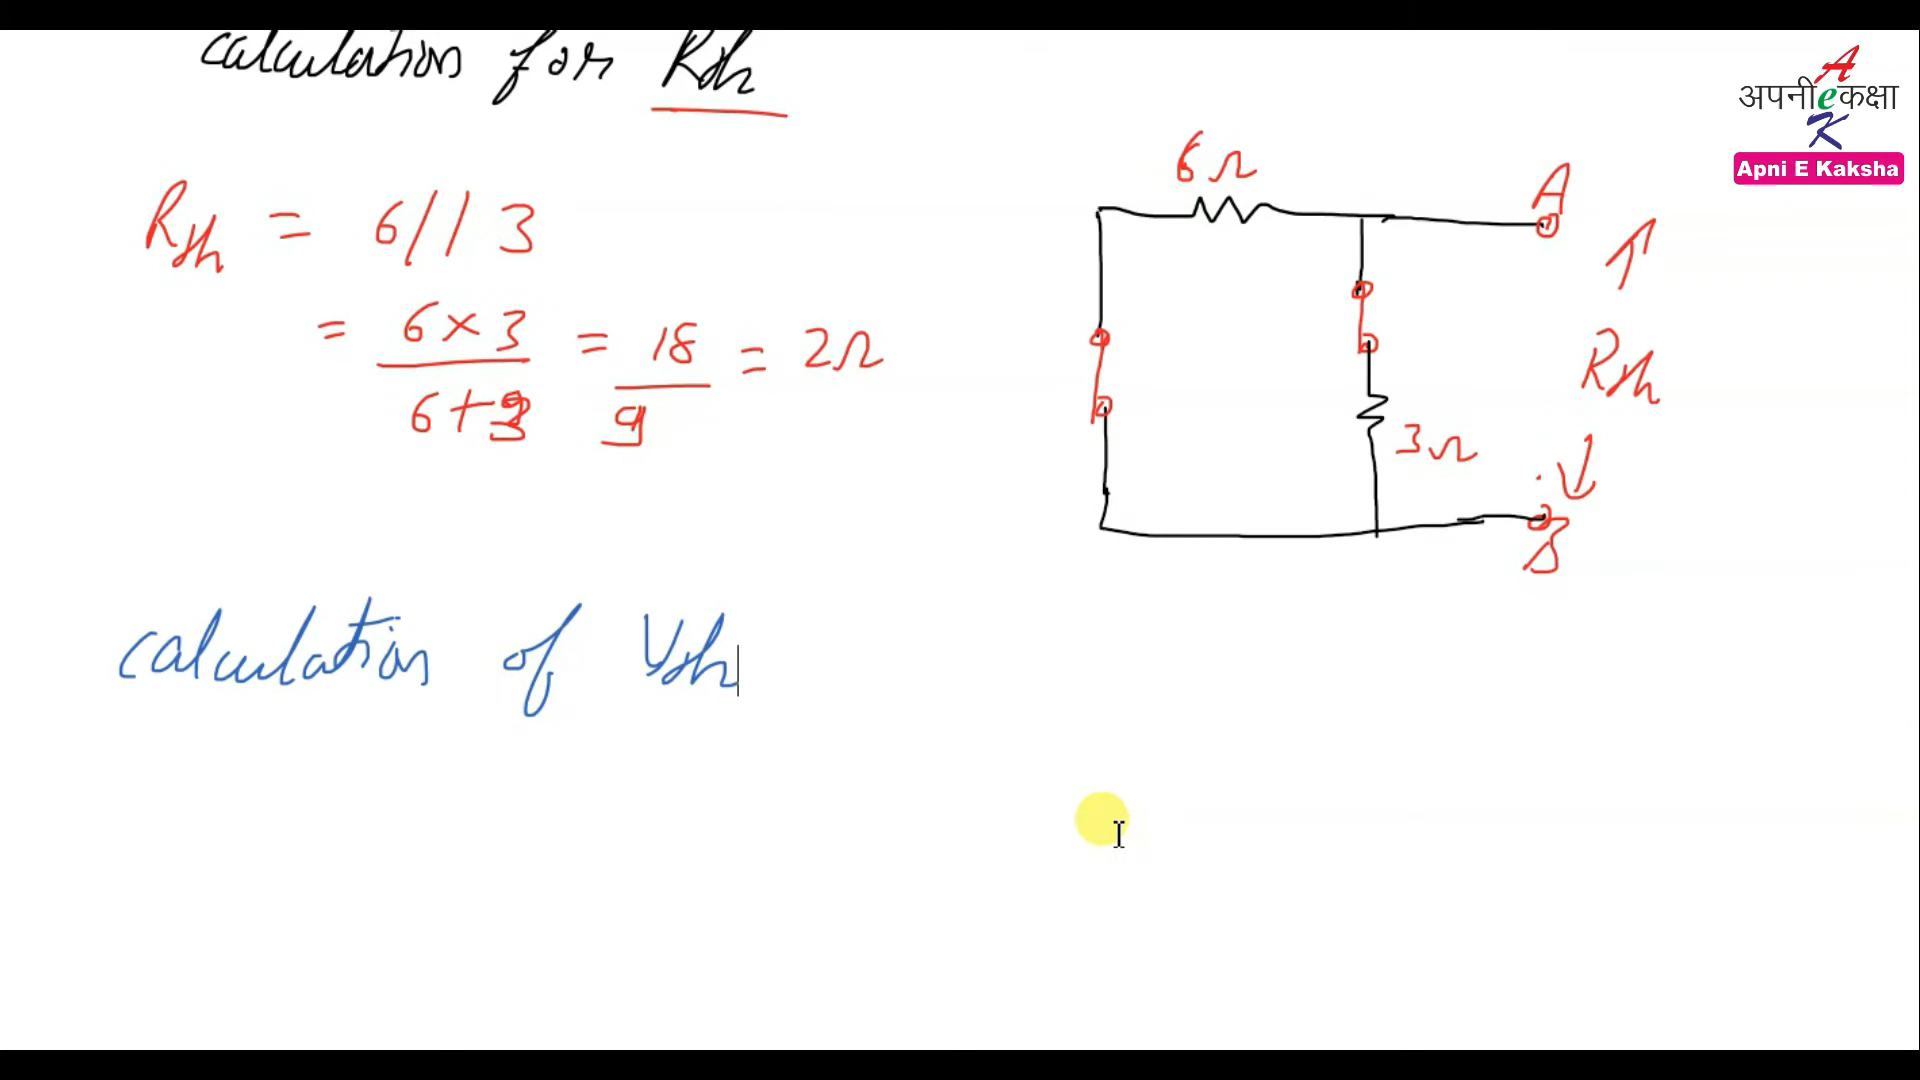 calculation for Rth
Rth = 6 // 3
= 6 × 3 / 6+3 = 18 / 9 = 2Ω
6Ω
A
Rth
3Ω
B
calculation of Vth
A
अपनीeकक्षा
K
Apni E Kaksha